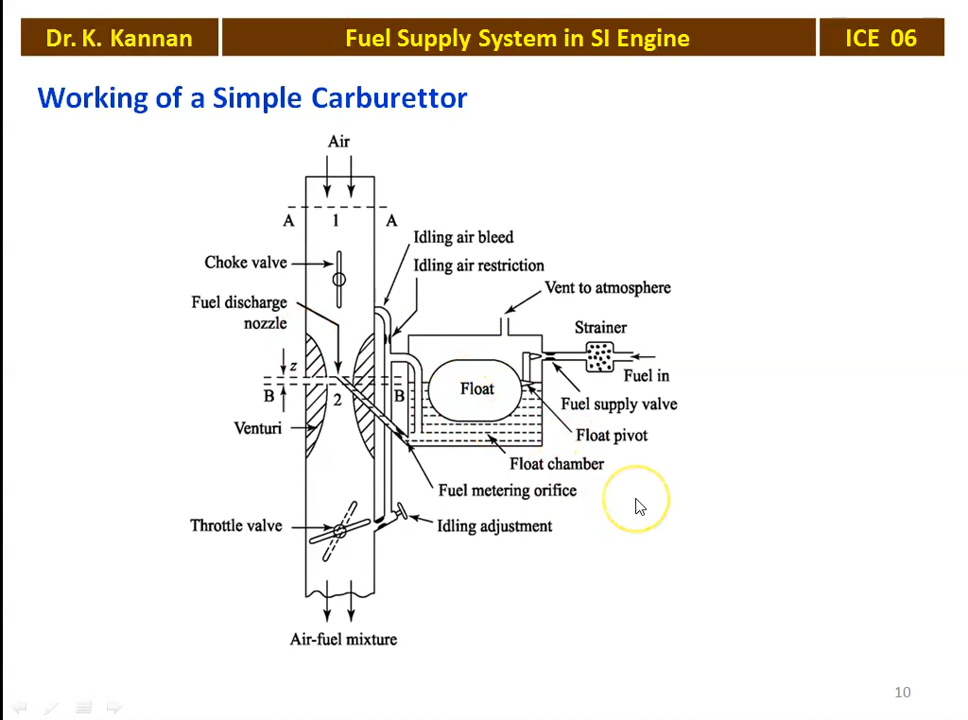 Dr. K. Kannan
Fuel Supply System in SI Engine
ICE 06
Working of a Simple Carburettor
Air
A
1
A
Idling air bleed
Choke valve
Idling air restriction
Vent to atmosphere
Fuel discharge
nozzle
Strainer
z
Fuel in
Float
B
2
B
Fuel supply valve
Venturi
Float pivot
Float chamber
Fuel metering orifice
Throttle valve
Idling adjustment
Air-fuel mixture
10